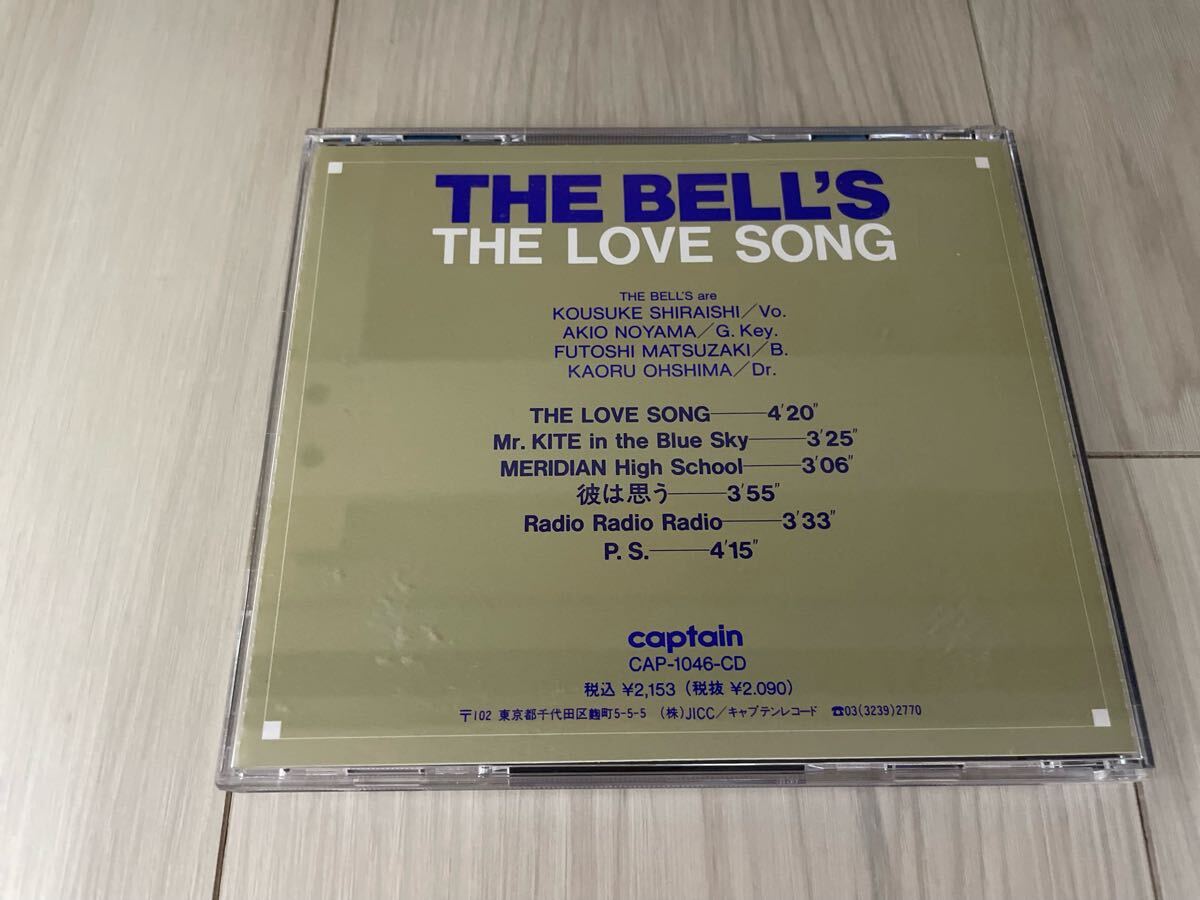 THE BELL'S
THE LOVE SONG
THE BELL'S are
KOUSUKE SHIRAISHI/Vo.
AKIO NOYAMA/G. Key.
FUTOSHI MATSUZAKI/B.
KAORU OHSHIMA/Dr.
THE LOVE SONG——4'20"
Mr. KITE in the Blue Sky——3'25"
MERIDIAN High School——3'06"
彼は思う——3'55"
Radio Radio Radio——3'33"
P. S.——4'15"
captain
CAP-1046-CD
税込 ¥2,153 (税抜 ¥2.090)
〒102 東京都千代田区麹町5-5-5 (株)JICC/キャプテンレコード ☎03(3239)2770